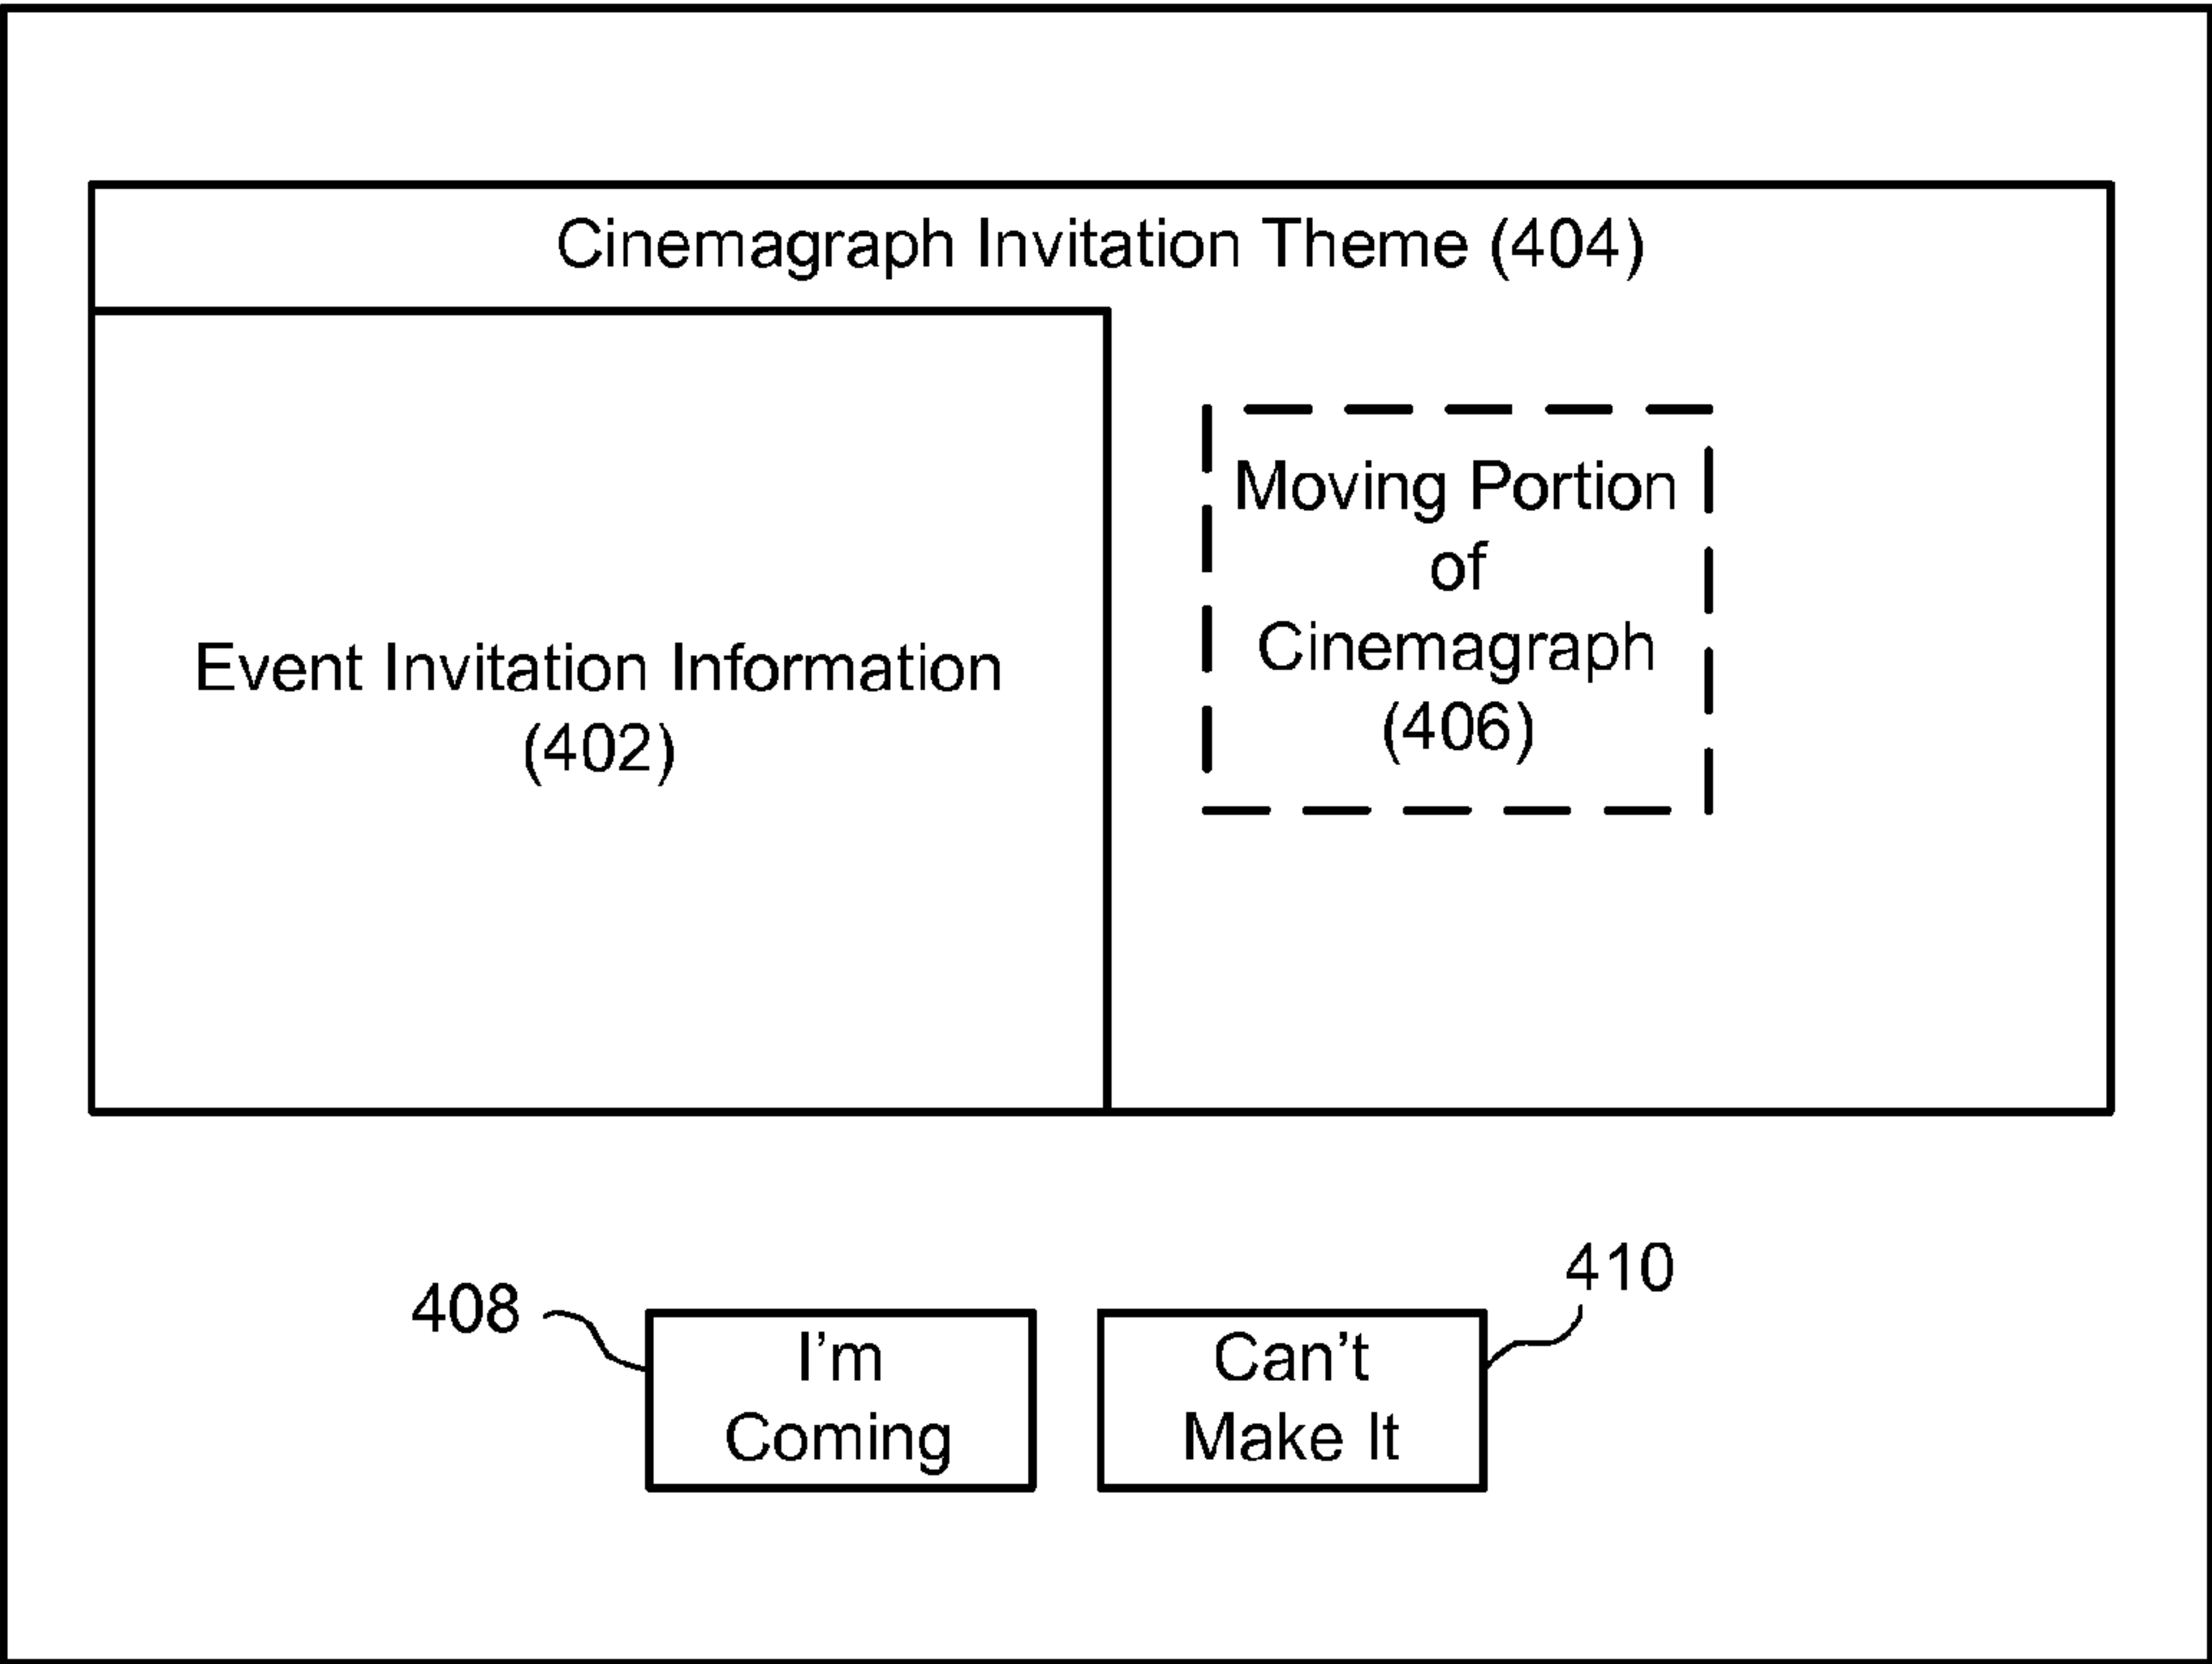 Cinemagraph Invitation Theme (404)
Event Invitation Information
(402)
Moving Portion
of
Cinemagraph
(406)
408
I'm
Coming
Can't
Make It
410